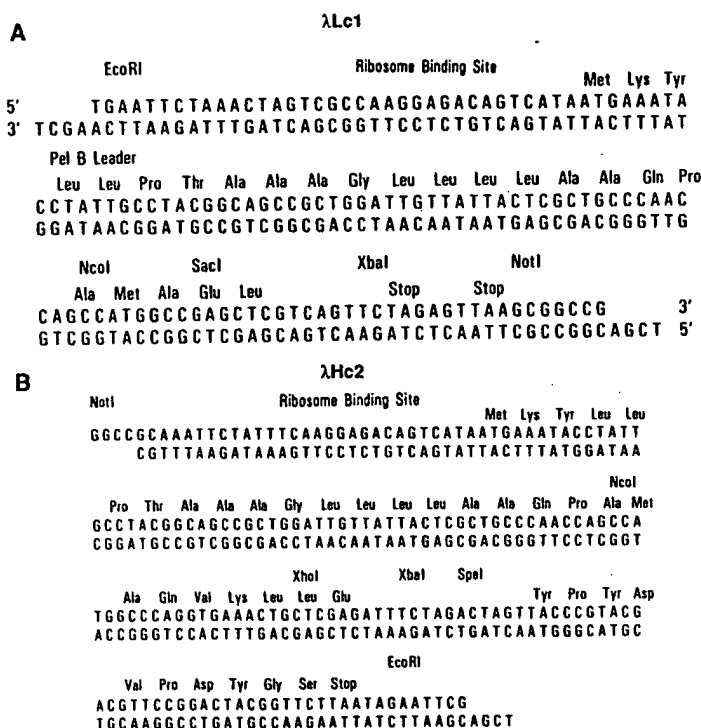 A
λLc1
EcoRI Ribosome Binding Site
Met Lys Tyr
5' TGAATTCTAAACTAGTCGCCAAGGAGACAGTCATAATGAAATA
3' TCGAACTTAAGATTTGATCAGCGGTTCCTCTGTCAGTATTACTTTAT
Pel B Leader
Leu Leu Pro Thr Ala Ala Ala Gly Leu Leu Leu Leu Ala Ala Gln Pro
CCTATTGCCTACGGCAGCCGCTGGATTGTTATTACTCGCTGCCCAAC
GGATAACGGATGCCGTCGGCGACCTAACAATAATGAGCGACGGGTTG
NcoI SacI XbaI NotI
Ala Met Ala Glu Leu Stop Stop
CAGCCATGGCCGAGCTCGTCAGTTCTAGAGTTAAGCGGCCG 3'
GTCGGTACCGGCTCGAGCAGTCAAGATCTCAATTCGCCGGCAGCT 5'
B
λHc2
NotI Ribosome Binding Site
Met Lys Tyr Leu Leu
GGCCGCAAATTCTATTTCAAGGAGACAGTCATAATGAAATACCTATT
CGTTTAAGATAAAGTTCCTCTGTCAGTATTACTTTATGGATAA
NcoI
Pro Thr Ala Ala Ala Gly Leu Leu Leu Leu Ala Ala Gln Pro Ala Met
GCCTACGGCAGCCGCTGGATTGTTATTACTCGCTGCCCAACCAGCCA
CGGATGCCGTCGGCGACCTAACAATAATGAGCGACGGGTTCCTCGGT
XhoI XbaI SpeI
Ala Gln Val Lys Leu Leu Glu Tyr Pro Tyr Asp
TGGCCCAGGTGAAACTGCTCGAGATTTCTAGACTAGTTACCCGTACG
ACCGGGTCCACTTTGACGAGCTCTAAAGATCTGATCAATGGGCATGC
EcoRI
Val Pro Asp Tyr Gly Ser Stop
ACGTTCCGGACTACGGTTCTTAATAGAATTCG
TGCAAGGCCTGATGCCAAGAATTATCTTAAGCAGCT